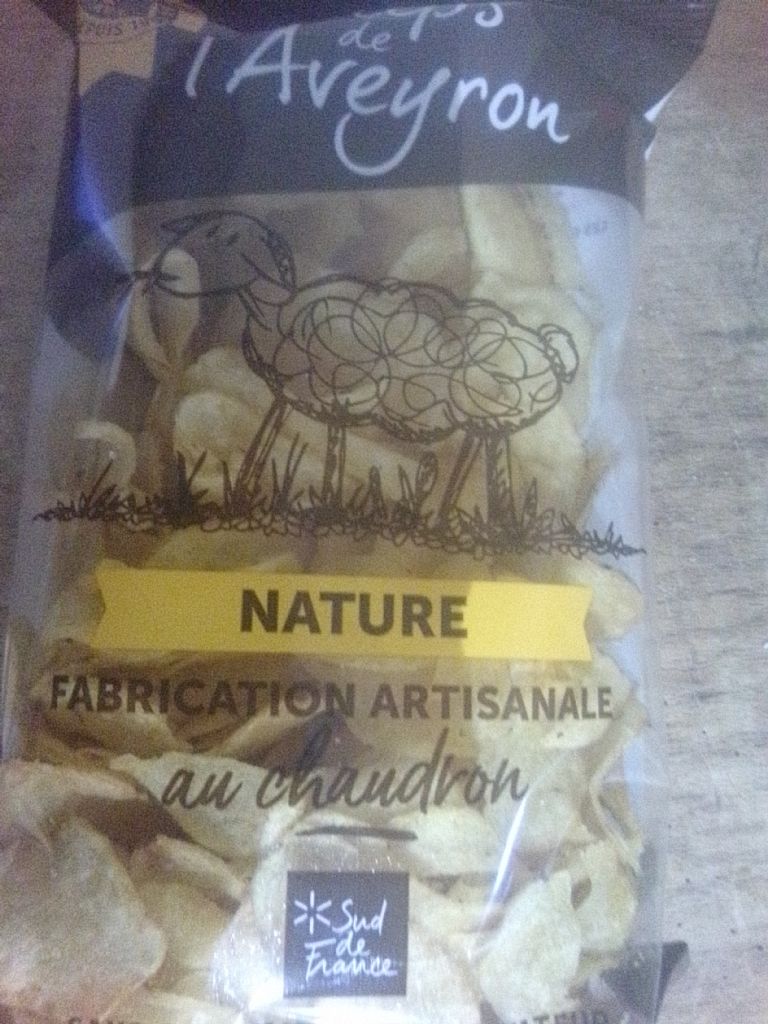 de
l'Aveyron
NATURE
FABRICATION ARTISANALE
au chaudron
Sud
de
France